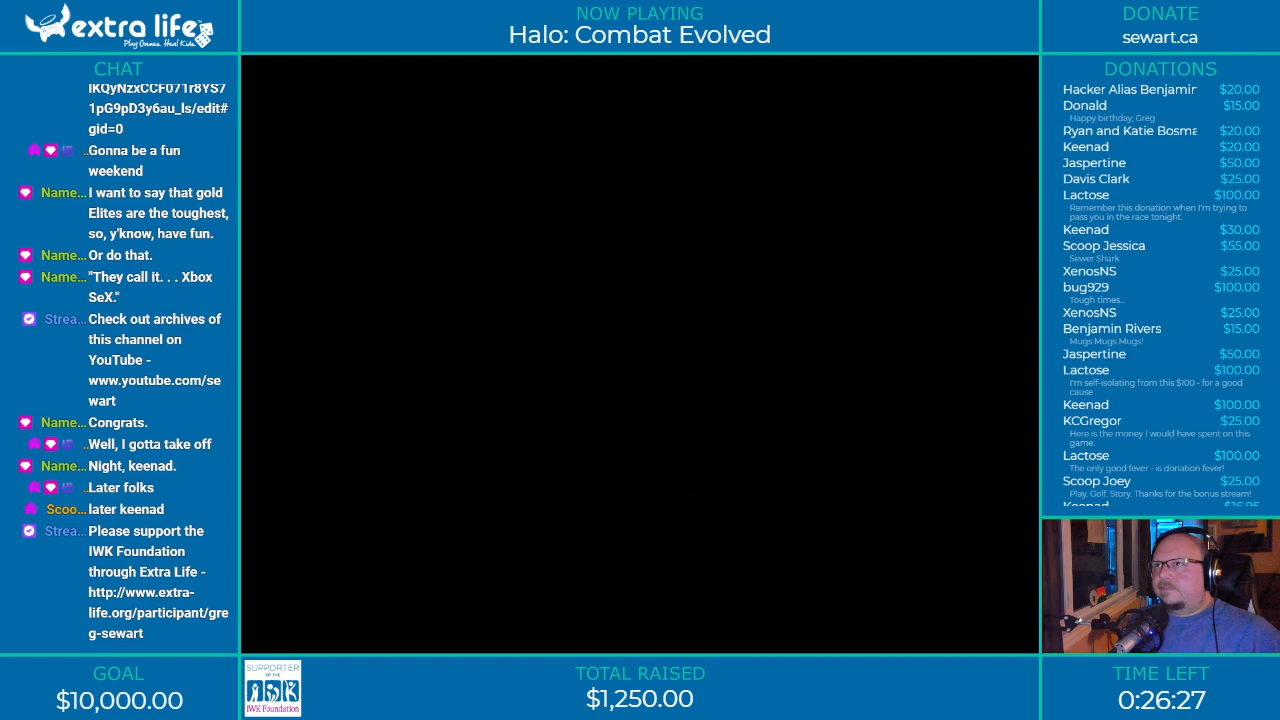 extra life
Play Games. Heal Kids.
NOW PLAYING
Halo: Combat Evolved
DONATE
sewart.ca
CHAT
1pG9pD3y6au_ls/edit#
gid=0
Gonna be a fun
weekend
Name... I want to say that gold
Elites are the toughest,
so, y'know, have fun.
Name... Or do that.
Name... "They call it. . . Xbox
SeX."
Strea... Check out archives of
this channel on
YouTube -
www.youtube.com/se
wart
Name... Congrats.
.. Well, I gotta take off
Name... Night, keenad.
.. Later folks
Scoo... later keenad
Strea... Please support the
IWK Foundation
through Extra Life -
http://www.extra-
life.org/participant/gre
g-sewart
DONATIONS
Hacker Alias Benjamin $20.00
Donald $15.00
Happy birthday, Greg
Ryan and Katie Bosma $20.00
Keenad $20.00
Jaspertine $50.00
Davis Clark $25.00
Lactose $100.00
Remember this donation when I'm trying to
pass you in the race tonight.
Keenad $30.00
Scoop Jessica $55.00
Sewer Shark
XenosNS $25.00
bug929 $100.00
Tough times...
XenosNS $25.00
Benjamin Rivers $15.00
Mugs Mugs Mugs!
Jaspertine $50.00
Lactose $100.00
I'm self-isolating from this $100 - for a good
cause
Keenad $100.00
KCGregor $25.00
Here is the money I would have spent on this
game.
Lactose $100.00
The only good fever - is donation fever!
Scoop Joey $25.00
Play. Golf. Story. Thanks for the bonus stream!
Keenad $16.95
GOAL
$10,000.00
SUPPORTER
OF THE
IWK
IWK Foundation
TOTAL RAISED
$1,250.00
TIME LEFT
0:26:27